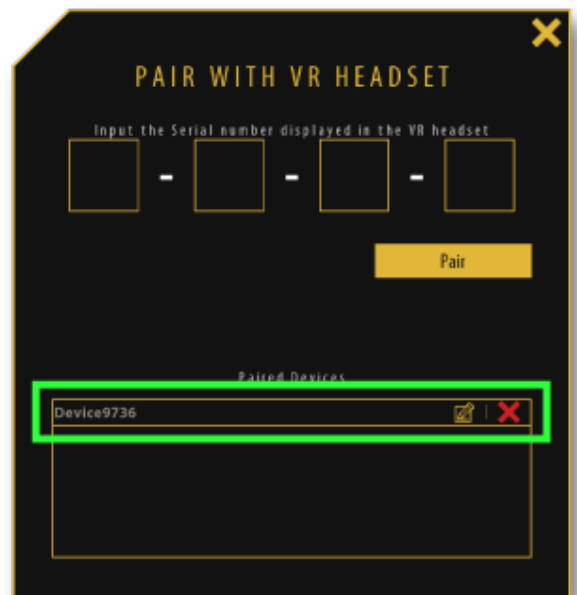 PAIR WITH VR HEADSET
Input the Serial number displayed in the VR headset
- - -
Pair
Paired Devices
Device9736